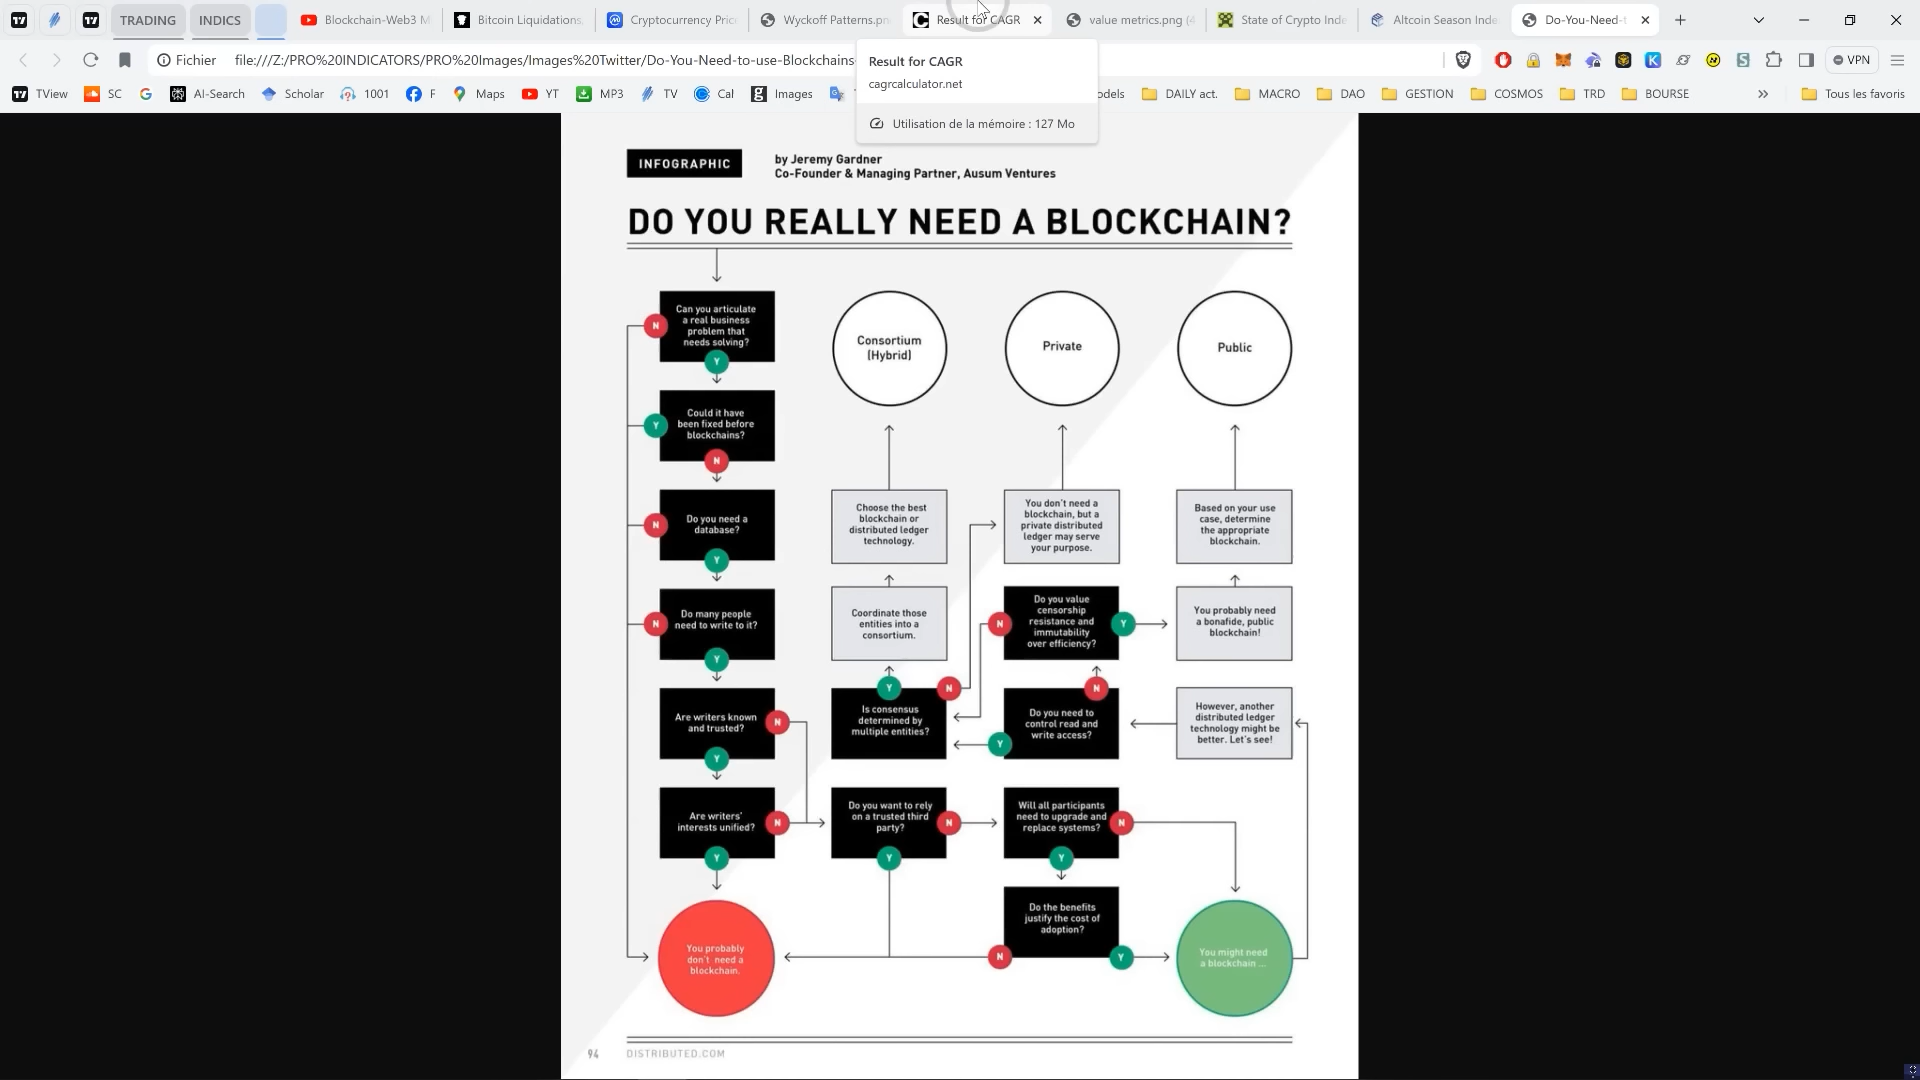 TRADING
INDICS
Blockchain-Web3 M
Bitcoin Liquidations,
Cryptocurrency Pric
Wyckoff Patterns.pn
Result for CAGR
value metrics.png (4
State of Crypto Inde
Altcoin Season Inde
Do-You-Need-t
Fichier
file:///Z:/PRO%20INDICATORS/PRO%20Images/Images%20Twitter/Do-You-Need-to-use-Blockchains-
VPN
Result for CAGR
cagrcalculator.net
Utilisation de la mémoire : 127 Mo
TView
SC
AI-Search
Scholar
1001
F
Maps
YT
MP3
TV
Cal
Images
odels
DAILY act.
MACRO
DAO
GESTION
COSMOS
TRD
BOURSE
Tous les favoris
INFOGRAPHIC
by Jeremy Gardner
Co-Founder & Managing Partner, Ausum Ventures
DO YOU REALLY NEED A BLOCKCHAIN?
Can you articulate
a real business
problem that
needs solving?
N
Y
Could it have
been fixed before
blockchains?
Y
N
Do you need a
database?
N
Y
Do many people
need to write to it?
N
Y
Are writers known
and trusted?
N
Y
Are writers'
interests unified?
N
Y
You probably
don't need a
blockchain.
Consortium
(Hybrid)
Choose the best
blockchain or
distributed ledger
technology.
Coordinate those
entities into a
consortium.
Y
N
Is consensus
determined by
multiple entities?
Do you want to rely
on a trusted third
party?
N
Y
Private
You don't need a
blockchain, but a
private distributed
ledger may serve
your purpose.
Do you value
censorship
resistance and
immutability
over efficiency?
N
Y
N
Do you need to
control read and
write access?
Y
Will all participants
need to upgrade and
replace systems?
N
Y
Do the benefits
justify the cost of
adoption?
N
Y
Public
Based on your use
case, determine
the appropriate
blockchain.
You probably need
a bonafide, public
blockchain!
However, another
distributed ledger
technology might be
better. Let's see!
You might need
a blockchain ...
94
DISTRIBUTED.COM